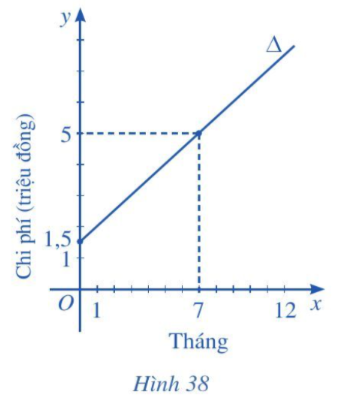 y
Δ
Chi phí (triệu đồng)
5
1,5
1
O
1
7
12
x
Tháng
Hình 38